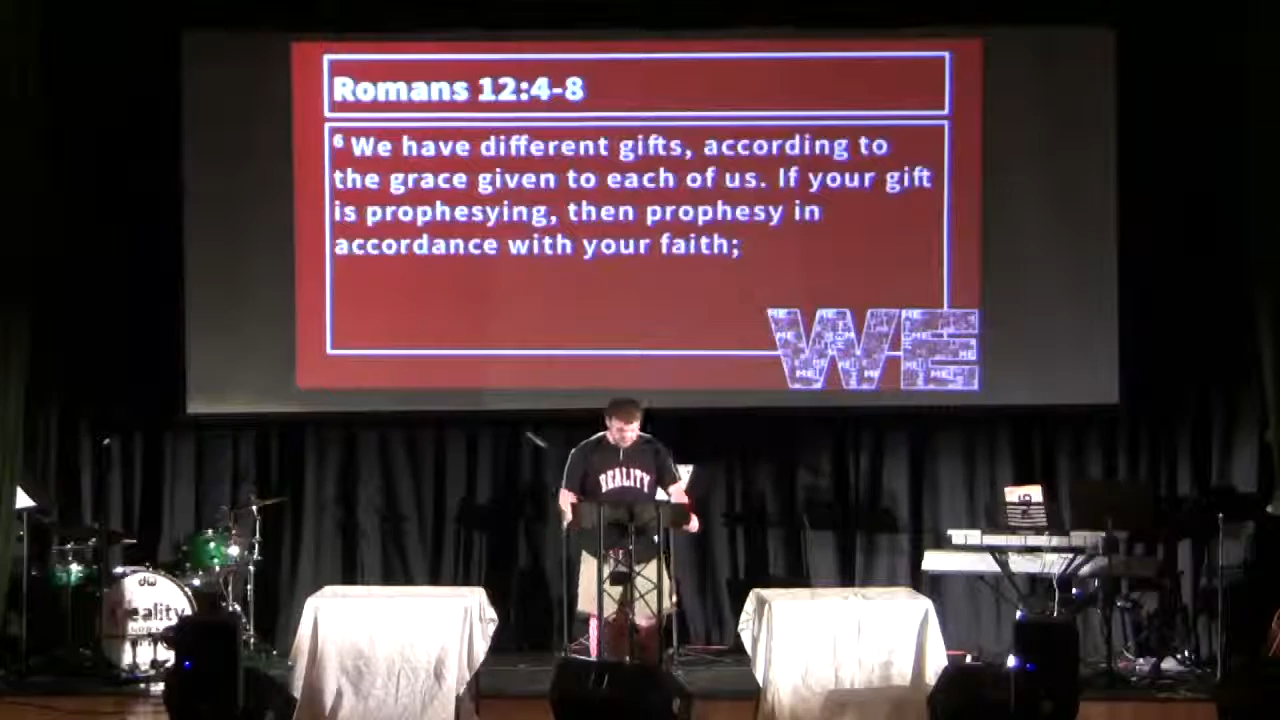 Romans 12:4-8
6 We have different gifts, according to
the grace given to each of us. If your gift
is prophesying, then prophesy in
accordance with your faith;
WE
REALITY
dw
reality